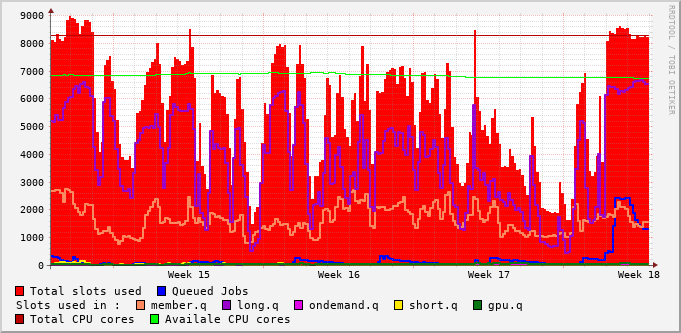 9000
8000
7000
6000
5000
4000
3000
2000
1000
0
Week 15 Week 16 Week 17 Week 18
RRDTOOL / TOBI OETIKER
Total slots used Queued Jobs
Slots used in : member.q long.q ondemand.q short.q gpu.q
Total CPU cores Availale CPU cores